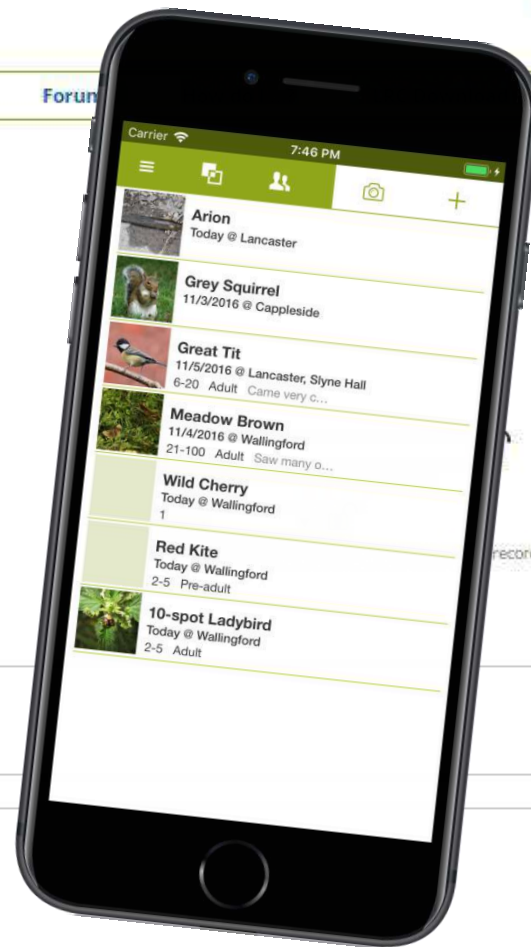 Forum
Carrier 7:46 PM
Arion
Today @ Lancaster
Grey Squirrel
11/3/2016 @ Cappleside
Great Tit
11/5/2016 @ Lancaster, Slyne Hall
6-20 Adult Came very c...
Meadow Brown
11/4/2016 @ Wallingford
21-100 Adult Saw many o...
Wild Cherry
Today @ Wallingford
1
Red Kite
Today @ Wallingford
2-5 Pre-adult
10-spot Ladybird
Today @ Wallingford
2-5 Adult